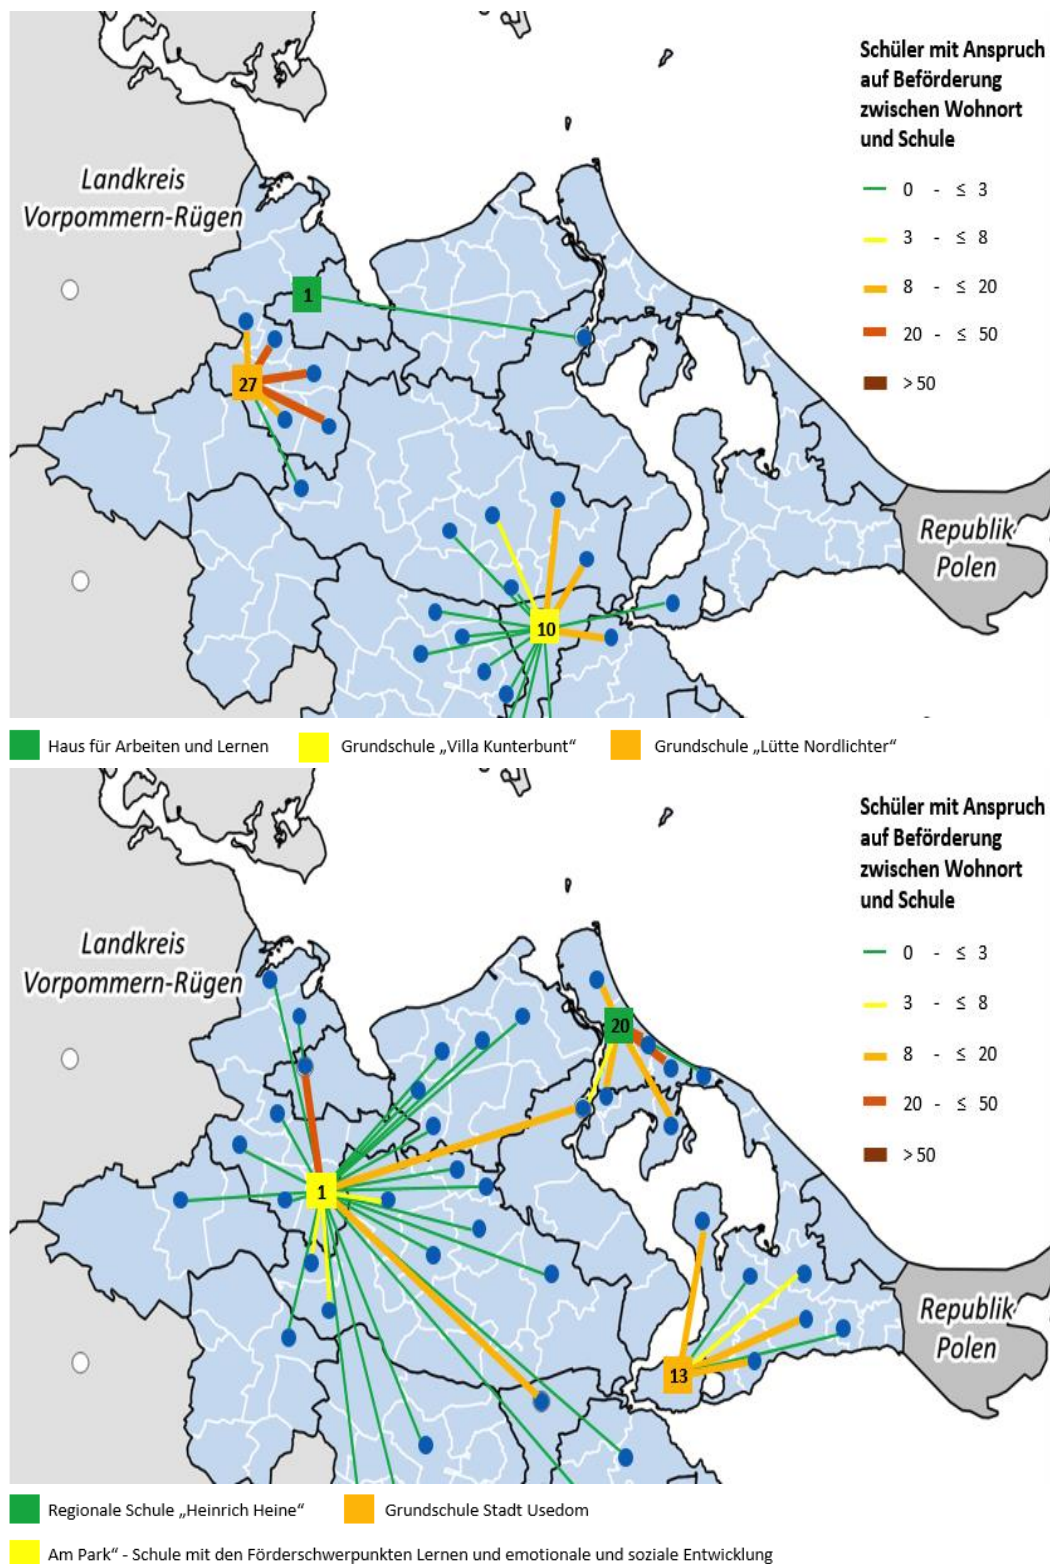 Schüler mit Anspruch
auf Beförderung
zwischen Wohnort
und Schule
0 - ≤ 3
3 - ≤ 8
8 - ≤ 20
20 - ≤ 50
> 50
Landkreis
Vorpommern-Rügen
1
27
10
Republik
Polen
Haus für Arbeiten und Lernen
Grundschule „Villa Kunterbunt“
Grundschule „Lütte Nordlichter“
Schüler mit Anspruch
auf Beförderung
zwischen Wohnort
und Schule
0 - ≤ 3
3 - ≤ 8
8 - ≤ 20
20 - ≤ 50
> 50
Landkreis
Vorpommern-Rügen
20
1
13
Republik
Polen
Regionale Schule „Heinrich Heine“
Grundschule Stadt Usedom
Am Park“ - Schule mit den Förderschwerpunkten Lernen und emotionale und soziale Entwicklung